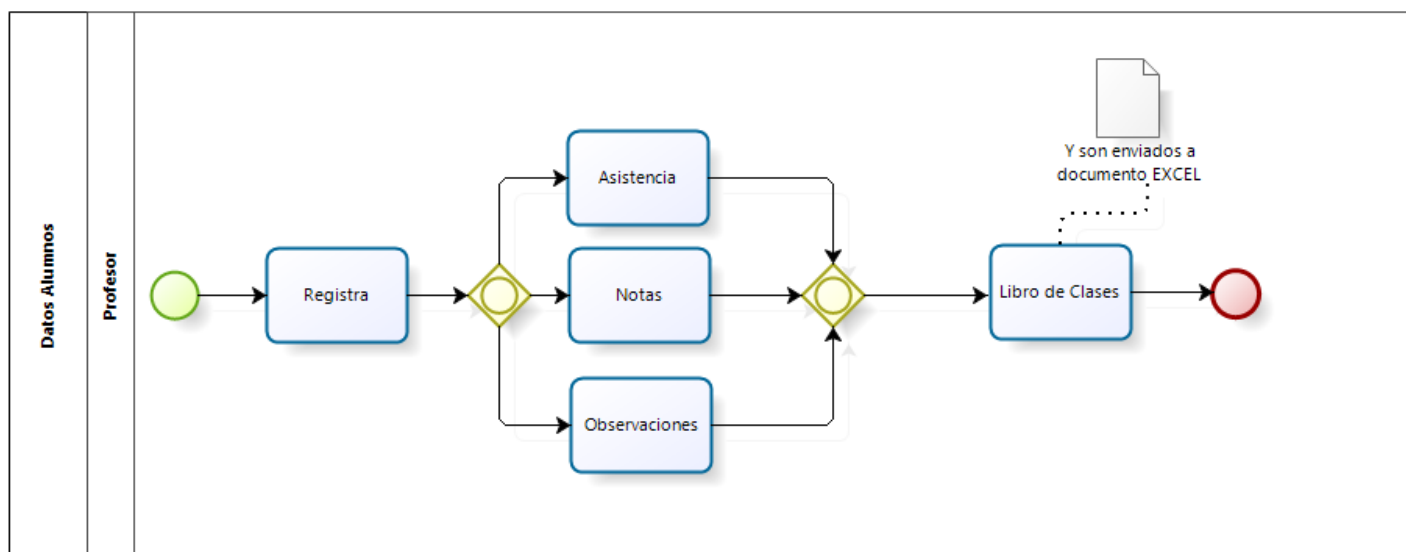 Datos Alumnos
Profesor
Registra
Asistencia
Notas
Observaciones
Libro de Clases
Y son enviados a
documento EXCEL